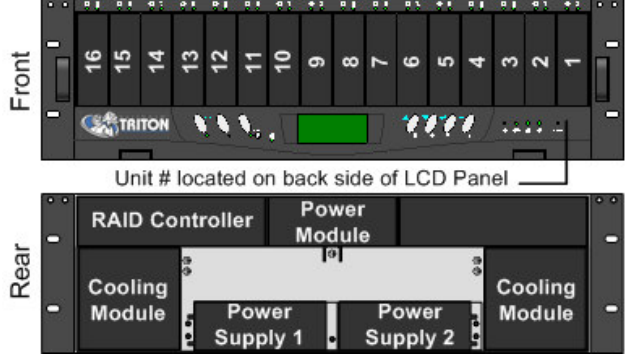 Front
16 15 14 13 12 11 10 9 8 7 6 5 4 3 2 1
TRITON
Unit # located on back side of LCD Panel
Rear
RAID Controller
Power
Module
Cooling
Module
Power
Supply 1
Power
Supply 2
Cooling
Module